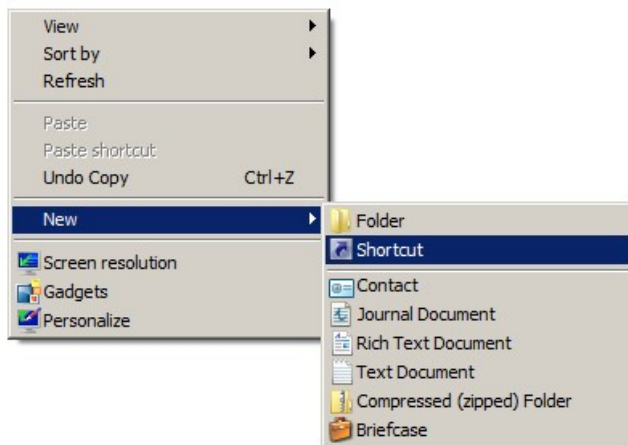 View
Sort by
Refresh
Paste
Paste shortcut
Undo Copy Ctrl+Z
New
Screen resolution
Gadgets
Personalize
Folder
Shortcut
Contact
Journal Document
Rich Text Document
Text Document
Compressed (zipped) Folder
Briefcase